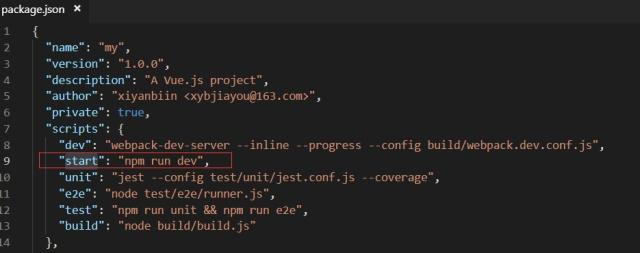 package.json ×
1 {
2 "name": "my",
3 "version": "1.0.0",
4 "description": "A Vue.js project",
5 "author": "xiyanbiin <xybjiayou@163.com>",
6 "private": true,
7 "scripts": {
8 "dev": "webpack-dev-server --inline --progress --config build/webpack.dev.conf.js",
9 "start": "npm run dev",
10 "unit": "jest --config test/unit/jest.conf.js --coverage",
11 "e2e": "node test/e2e/runner.js",
12 "test": "npm run unit && npm run e2e",
13 "build": "node build/build.js"
14 },